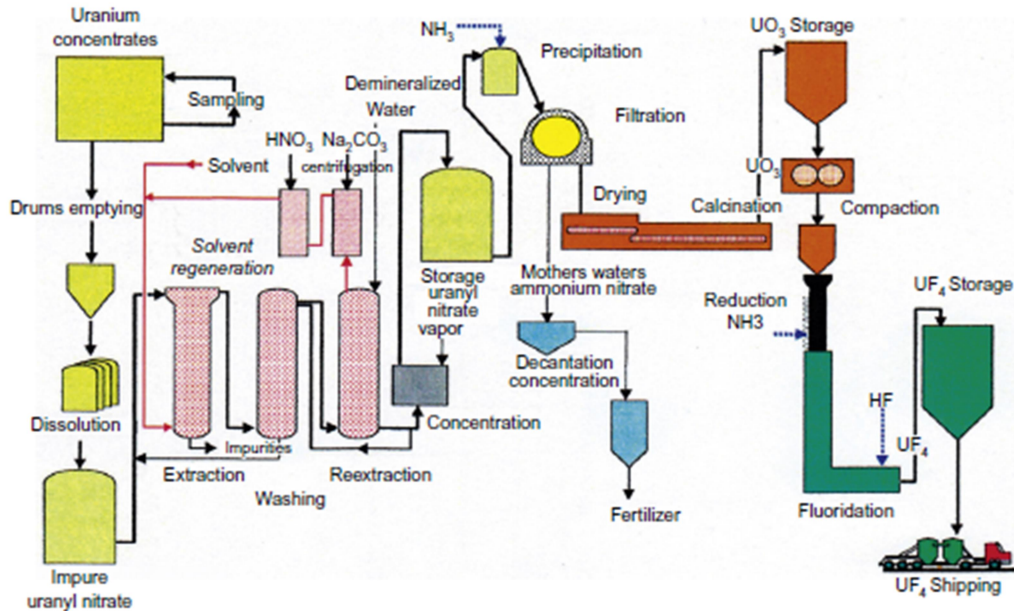 Uranium
concentrates
Sampling
Drums emptying
Dissolution
Impure
uranyl nitrate
Solvent
HNO₃
Na₂CO₃
centrifugation
Demineralized
Water
Solvent
regeneration
Impurities
Extraction
Washing
Reextraction
Storage
uranyl
nitrate
vapor
Concentration
NH₃
Precipitation
Filtration
Drying
Calcination
Mothers waters
ammonium nitrate
Decantation
concentration
Fertilizer
UO₃ Storage
UO₃
Compaction
Reduction
NH3
HF
UF₄
Fluoridation
UF₄ Storage
UF₄ Shipping